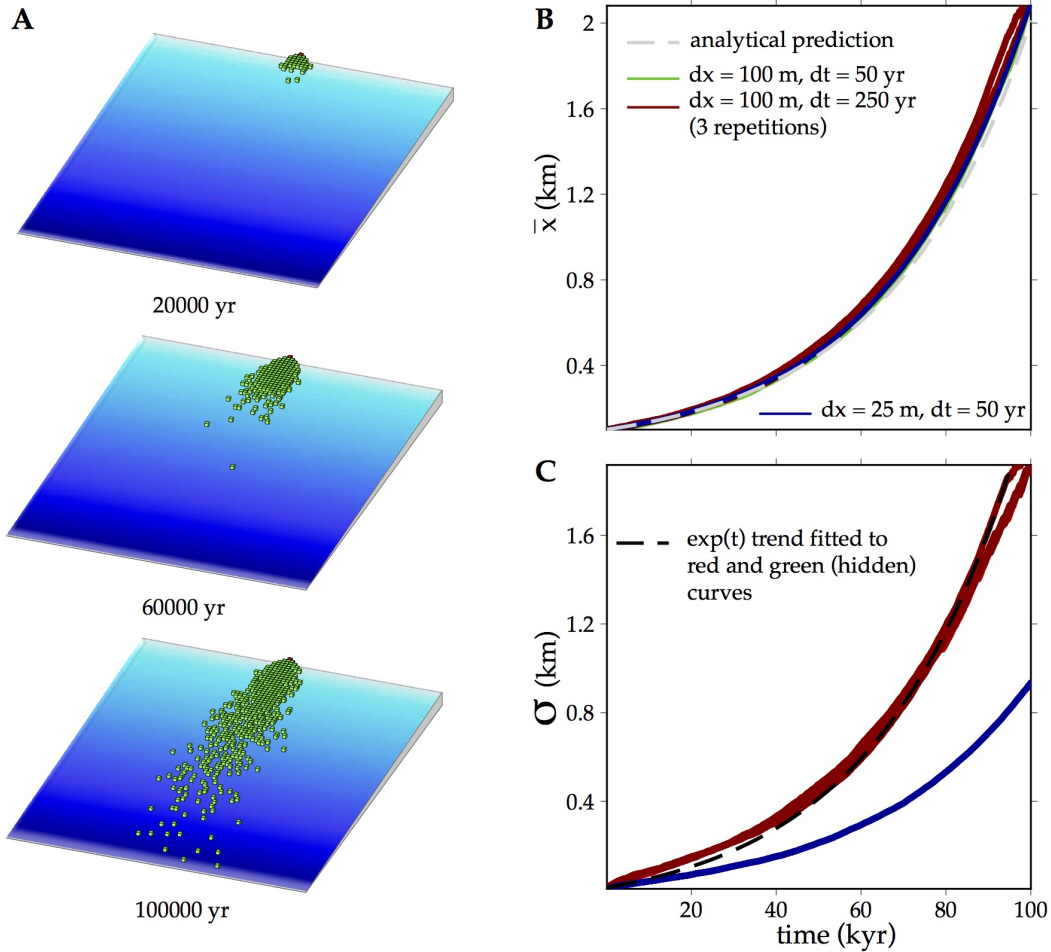 A
20000 yr
60000 yr
100000 yr
B
2
1.6
1.2
0.8
0.4
x̄ (km)
analytical prediction
dx = 100 m, dt = 50 yr
dx = 100 m, dt = 250 yr
(3 repetitions)
dx = 25 m, dt = 50 yr
C
1.6
1.2
0.8
0.4
σ (km)
exp(t) trend fitted to
red and green (hidden)
curves
20 40 60 80 100
time (kyr)